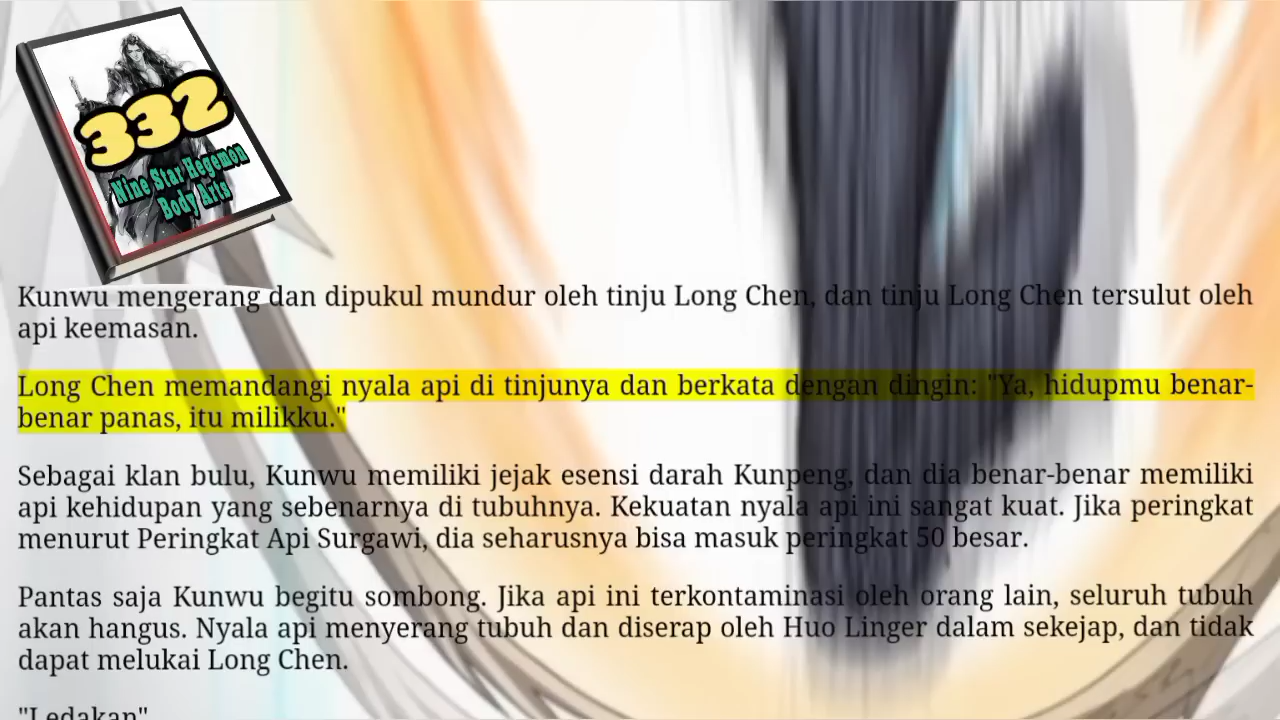 332
Nine Star Hegemon
Body Arts
Kunwu mengerang dan dipukul mundur oleh tinju Long Chen, dan tinju Long Chen tersulut oleh
api keemasan.
Long Chen memandangi nyala api di tinjunya dan berkata dengan dingin: "Ya, hidupmu benar-
benar panas, itu milikku."
Sebagai klan bulu, Kunwu memiliki jejak esensi darah Kunpeng, dan dia benar-benar memiliki
api kehidupan yang sebenarnya di tubuhnya. Kekuatan nyala api ini sangat kuat. Jika peringkat
menurut Peringkat Api Surgawi, dia seharusnya bisa masuk peringkat 50 besar.
Pantas saja Kunwu begitu sombong. Jika api ini terkontaminasi oleh orang lain, seluruh tubuh
akan hangus. Nyala api menyerang tubuh dan diserap oleh Huo Linger dalam sekejap, dan tidak
dapat melukai Long Chen.
"Ledakan"